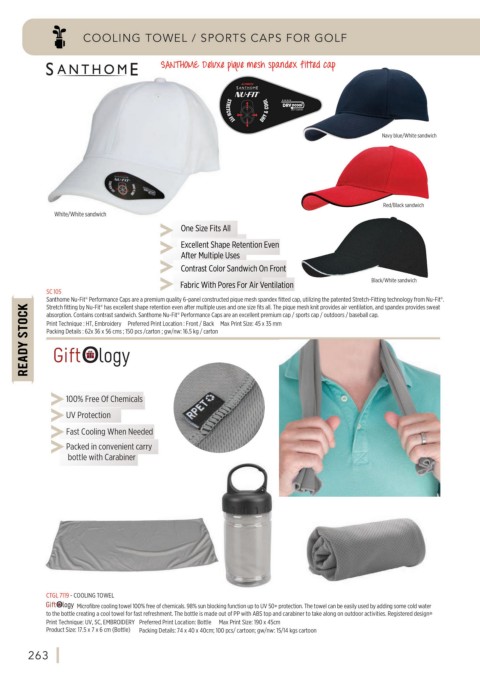 COOLING TOWEL / SPORTS CAPS FOR GOLF
SANTHOME
SANTHOME Deluxe pique mesh spandex fitted cap
SANTHOME
NU-FIT
DRY
Navy blue/White sandwich
Red/Black sandwich
White/White sandwich
One Size Fits All
Excellent Shape Retention Even
After Multiple Uses
Contrast Color Sandwich On Front
Fabric With Pores For Air Ventilation
Black/White sandwich
SC105
Santhome Nu-Fit® Performance Caps are a premium quality 6-panel constructed pique mesh spandex fitted cap, utilizing the patented Stretch-Fitting technology from Nu-Fit®.
Stretch fitting by Nu-Fit® has excellent shape retention even after multiple uses and one size fits all. The pique mesh knit provides air ventilation, and spandex provides sweat
absorption. Contains contrast sandwich. Santhome Nu-Fit® Performance Caps are an excellent premium cap / sports cap / outdoors / baseball cap.
Print Technique : HT, Embroidery Preferred Print Location : Front / Back Max Print Size: 45 x 35 mm
Packing Details : 62x 36 x 56 cms ; 150 pcs /carton ; gw/nw: 16.5 kg / carton
READY STOCK
Giftology
100% Free Of Chemicals
UV Protection
Fast Cooling When Needed
Packed in convenient carry
bottle with Carabiner
RPET
CTGL 7719 - COOLING TOWEL
Giftology Microfibre cooling towel 100% free of chemicals. 98% sun blocking function up to UV 50+ protection. The towel can be easily used by adding some cold water
to the bottle creating a cool towel for fast refreshment. The bottle is made out of PP with ABS top and carabiner to take along on outdoor activities. Registered design®
Print Technique: UV, SC, EMBROIDERY Preferred Print Location: Bottle Max Print Size: 190 x 45cm
Product Size: 17.5 x 7 x 6 cm (Bottle) Packing Details: 74 x 40 x 40cm; 100 pcs/ cartoon; gw/nw: 15/14 kgs cartoon
263